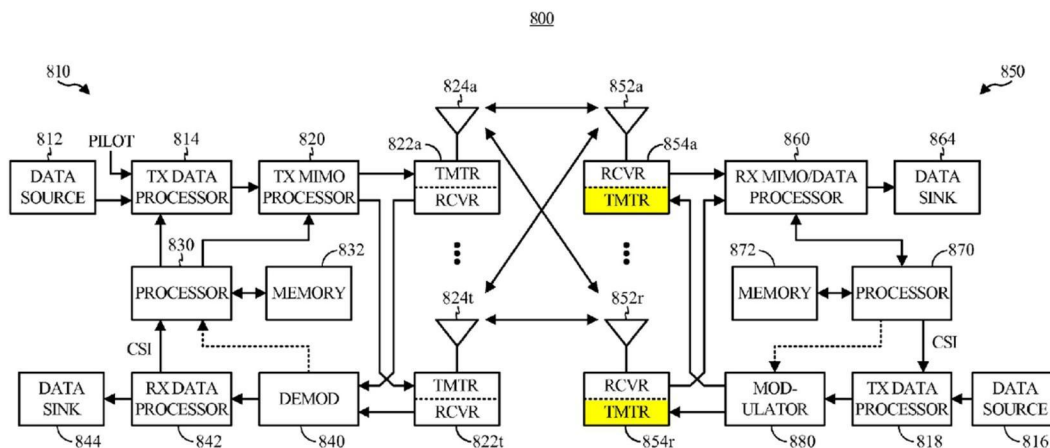 800
810
850
824a
852a
812
PILOT
814
820
822a
854a
860
864
DATA
SOURCE
TX DATA
PROCESSOR
TX MIMO
PROCESSOR
TMTR
RCVR
RCVR
TMTR
RX MIMO/DATA
PROCESSOR
DATA
SINK
830
832
872
870
PROCESSOR
MEMORY
MEMORY
PROCESSOR
824t
852r
CSI
CSI
DATA
SINK
RX DATA
PROCESSOR
DEMOD
TMTR
RCVR
RCVR
TMTR
MOD-
ULATOR
TX DATA
PROCESSOR
DATA
SOURCE
844
842
840
822t
854r
880
818
816